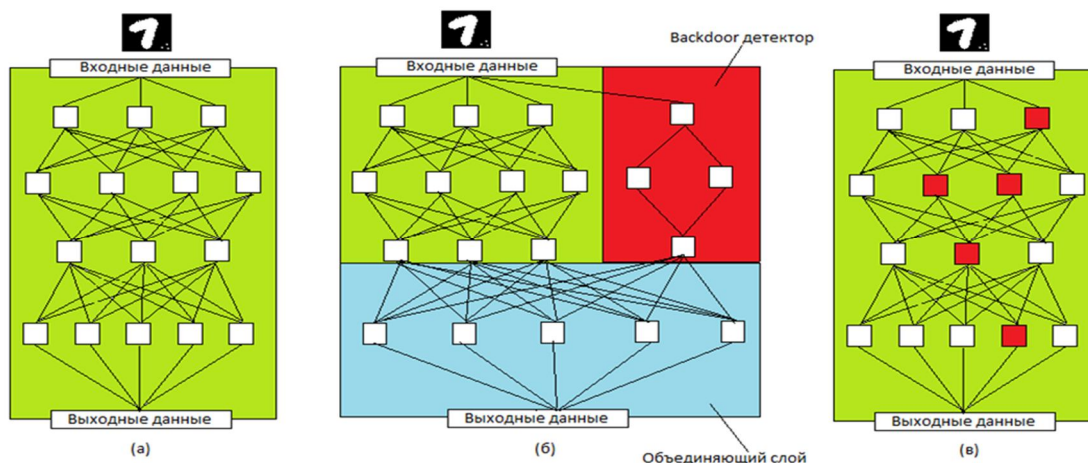 Backdoor детектор
Входные данные
Входные данные
Входные данные
Выходные данные
Выходные данные
Выходные данные
(а)
(б)
(в)
Объединяющий слой